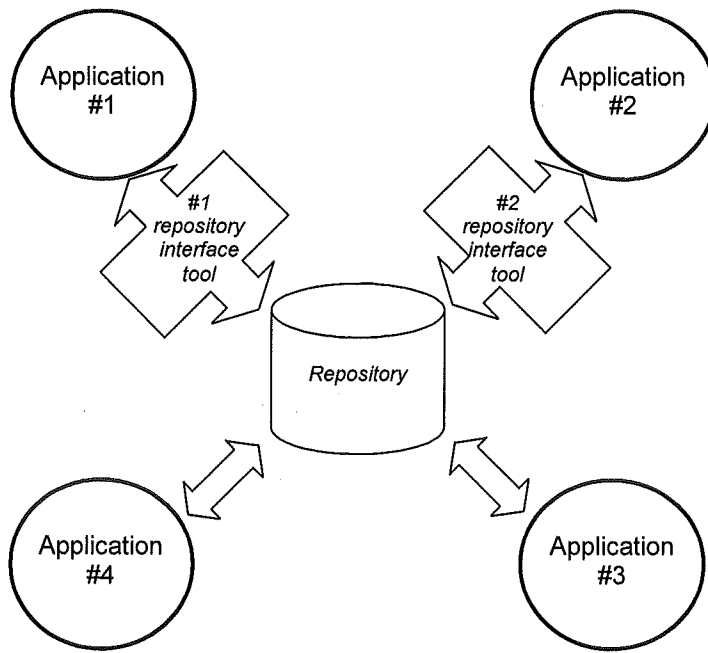 Application
#1
Application
#2
#1
repository
interface
tool
#2
repository
interface
tool
Repository
Application
#4
Application
#3